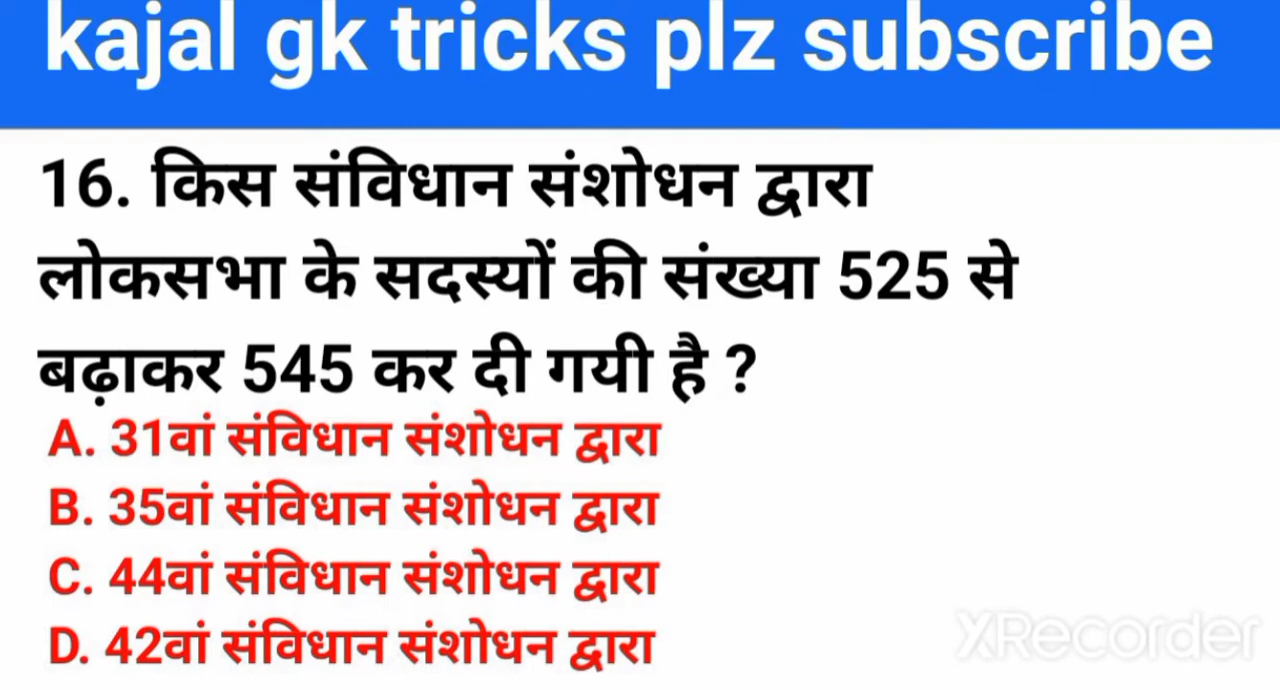 kajal gk tricks plz subscribe
16. किस संविधान संशोधन द्वारा
लोकसभा के सदस्यों की संख्या 525 से
बढ़ाकर 545 कर दी गयी है ?
A. 31वां संविधान संशोधन द्वारा
B. 35वां संविधान संशोधन द्वारा
C. 44वां संविधान संशोधन द्वारा
D. 42वां संविधान संशोधन द्वारा
XRecorder